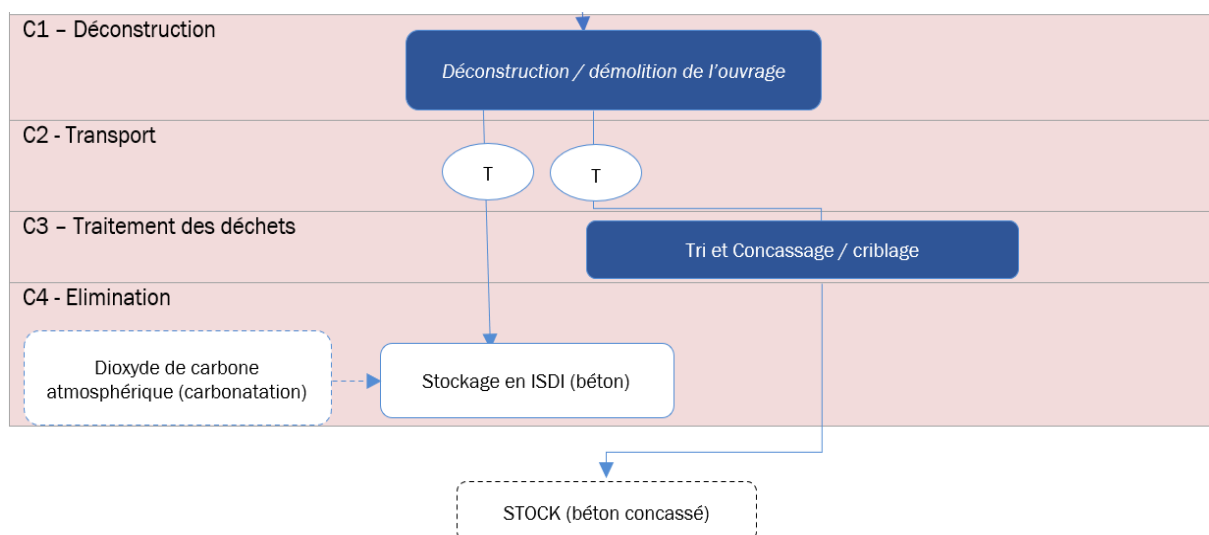 C1 – Déconstruction
Déconstruction / démolition de l'ouvrage
C2 - Transport
T
T
C3 – Traitement des déchets
Tri et Concassage / criblage
C4 - Elimination
Dioxyde de carbone
atmosphérique (carbonatation)
Stockage en ISDI (béton)
STOCK (béton concassé)